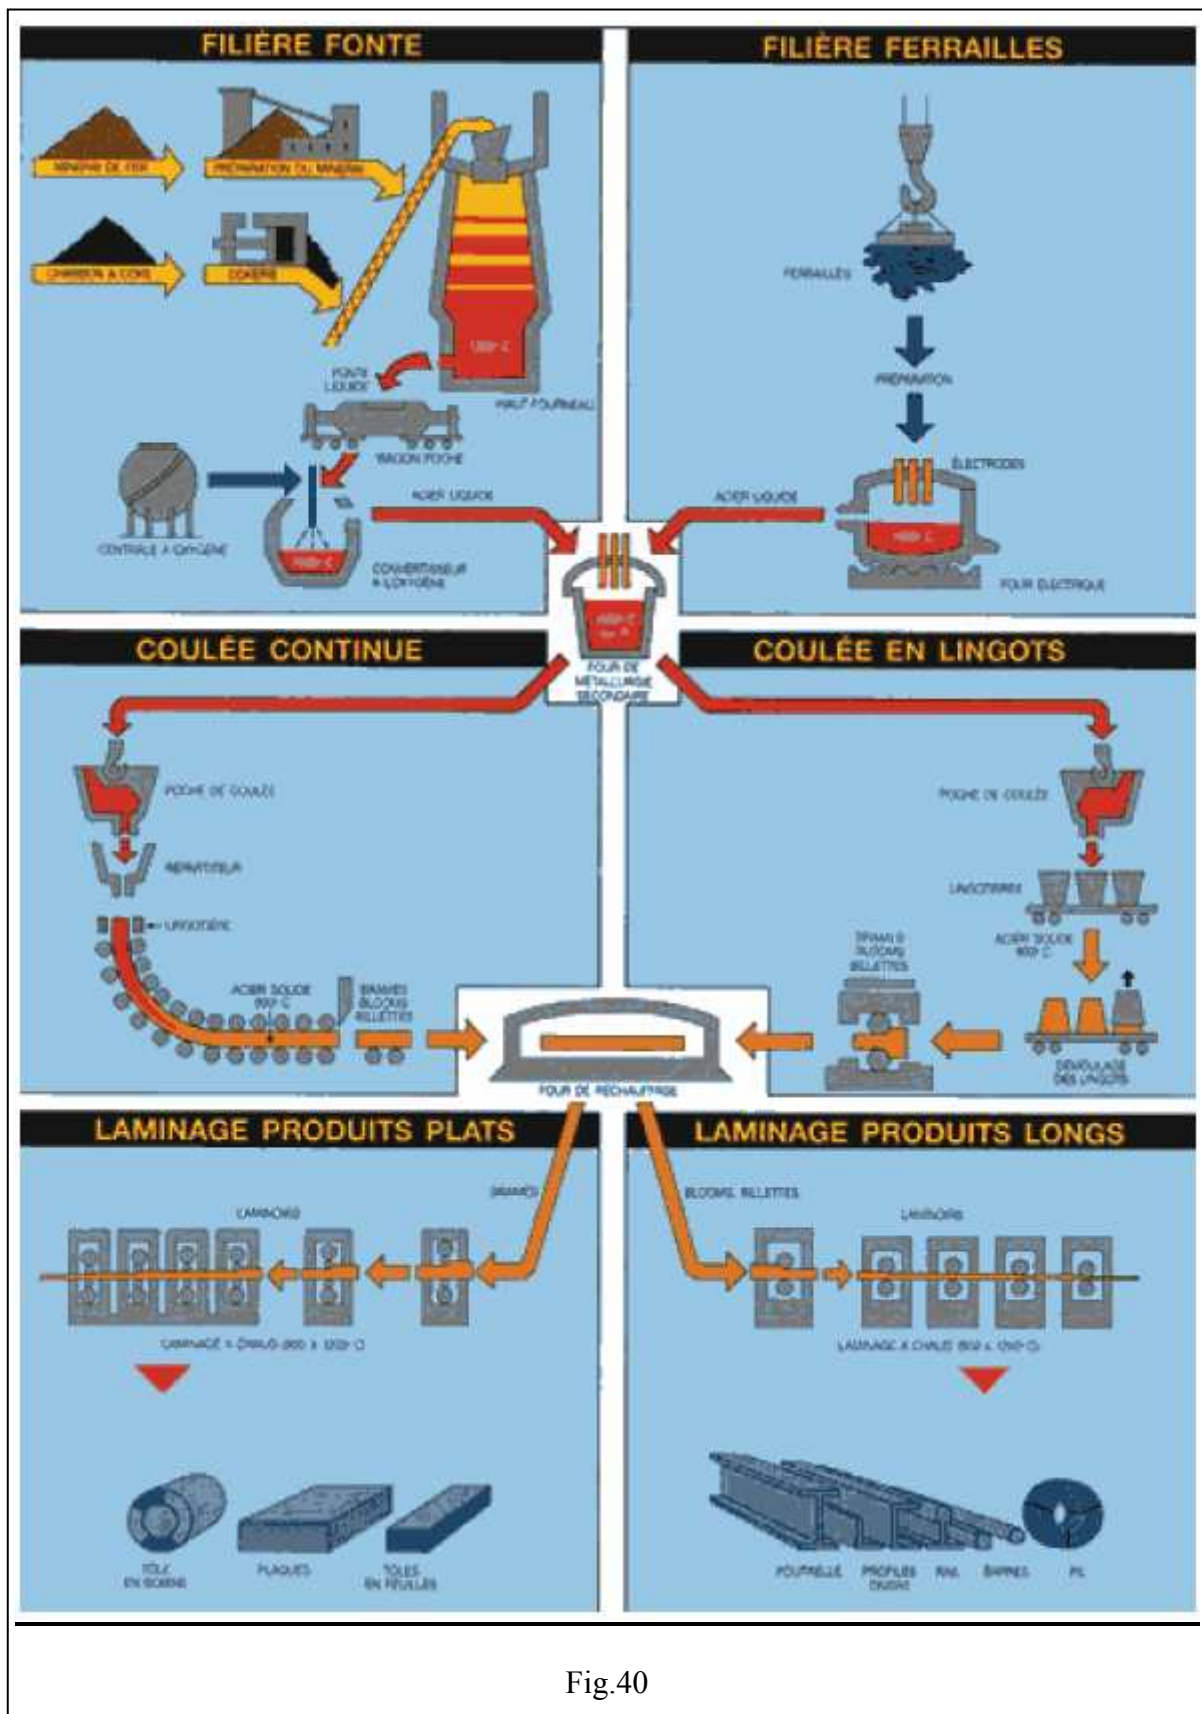 FILIÈRE FONTE
MINERAI DE FER
PRÉPARATION DU MINERAI
CHARBON À COKE
COKERIE
FONTE
LIQUIDE
HAUT FOURNEAU
WAGON POCHE
ACIER LIQUIDE
CENTRALE À OXYGÈNE
CONVERTISSEUR
À L'OXYGÈNE
FILIÈRE FERRAILLES
FERRAILLES
PRÉPARATION
ÉLECTRODES
ACIER LIQUIDE
FOUR ÉLECTRIQUE
FOUR DE
MÉTALLURGIE
SECONDAIRE
COULÉE CONTINUE
POCHE DE COULÉE
RÉPARTITEUR
LINGOTIÈRE
ACIER SOLIDE
BRAMES
BLOOMS
BILLETTES
COULÉE EN LINGOTS
POCHE DE COULÉE
LINGOTIÈRES
ACIER SOLIDE
TRAIN À
BLOOMS
BILLETTES
DÉMOULAGE
DES LINGOTS
FOUR DE RÉCHAUFFAGE
LAMINAGE PRODUITS PLATS
BRAMES
LAMINOIRS
LAMINAGE À CHAUD
TÔLE
EN BOBINE
PLAQUES
TÔLES
EN FEUILLES
LAMINAGE PRODUITS LONGS
BLOOMS, BILLETTES
LAMINOIRS
LAMINAGE À CHAUD
POUTRELLE
PROFILÉS
DIVERS
RAIL
BARRES
FIL
Fig.40